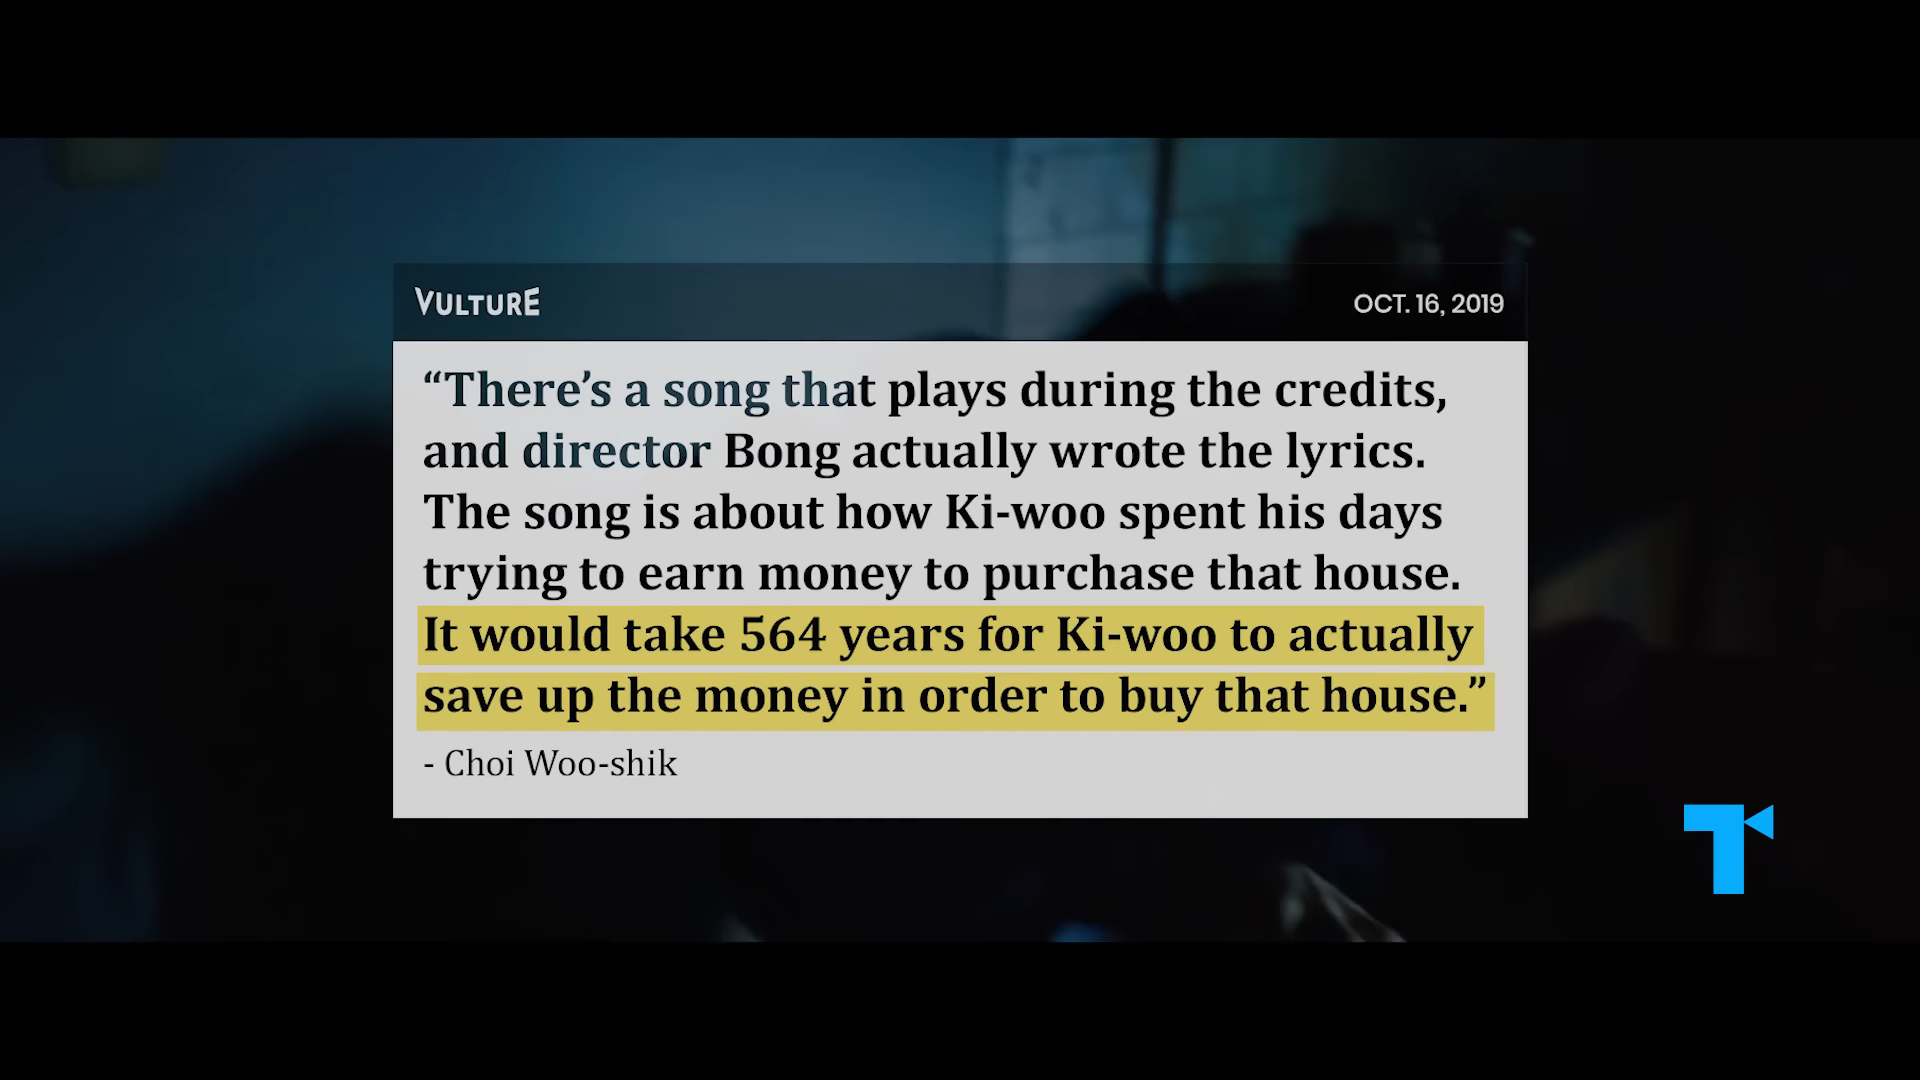 VULTURE
OCT. 16, 2019
“There’s a song that plays during the credits,
and director Bong actually wrote the lyrics.
The song is about how Ki-woo spent his days
trying to earn money to purchase that house.
It would take 564 years for Ki-woo to actually
save up the money in order to buy that house.”
- Choi Woo-shik